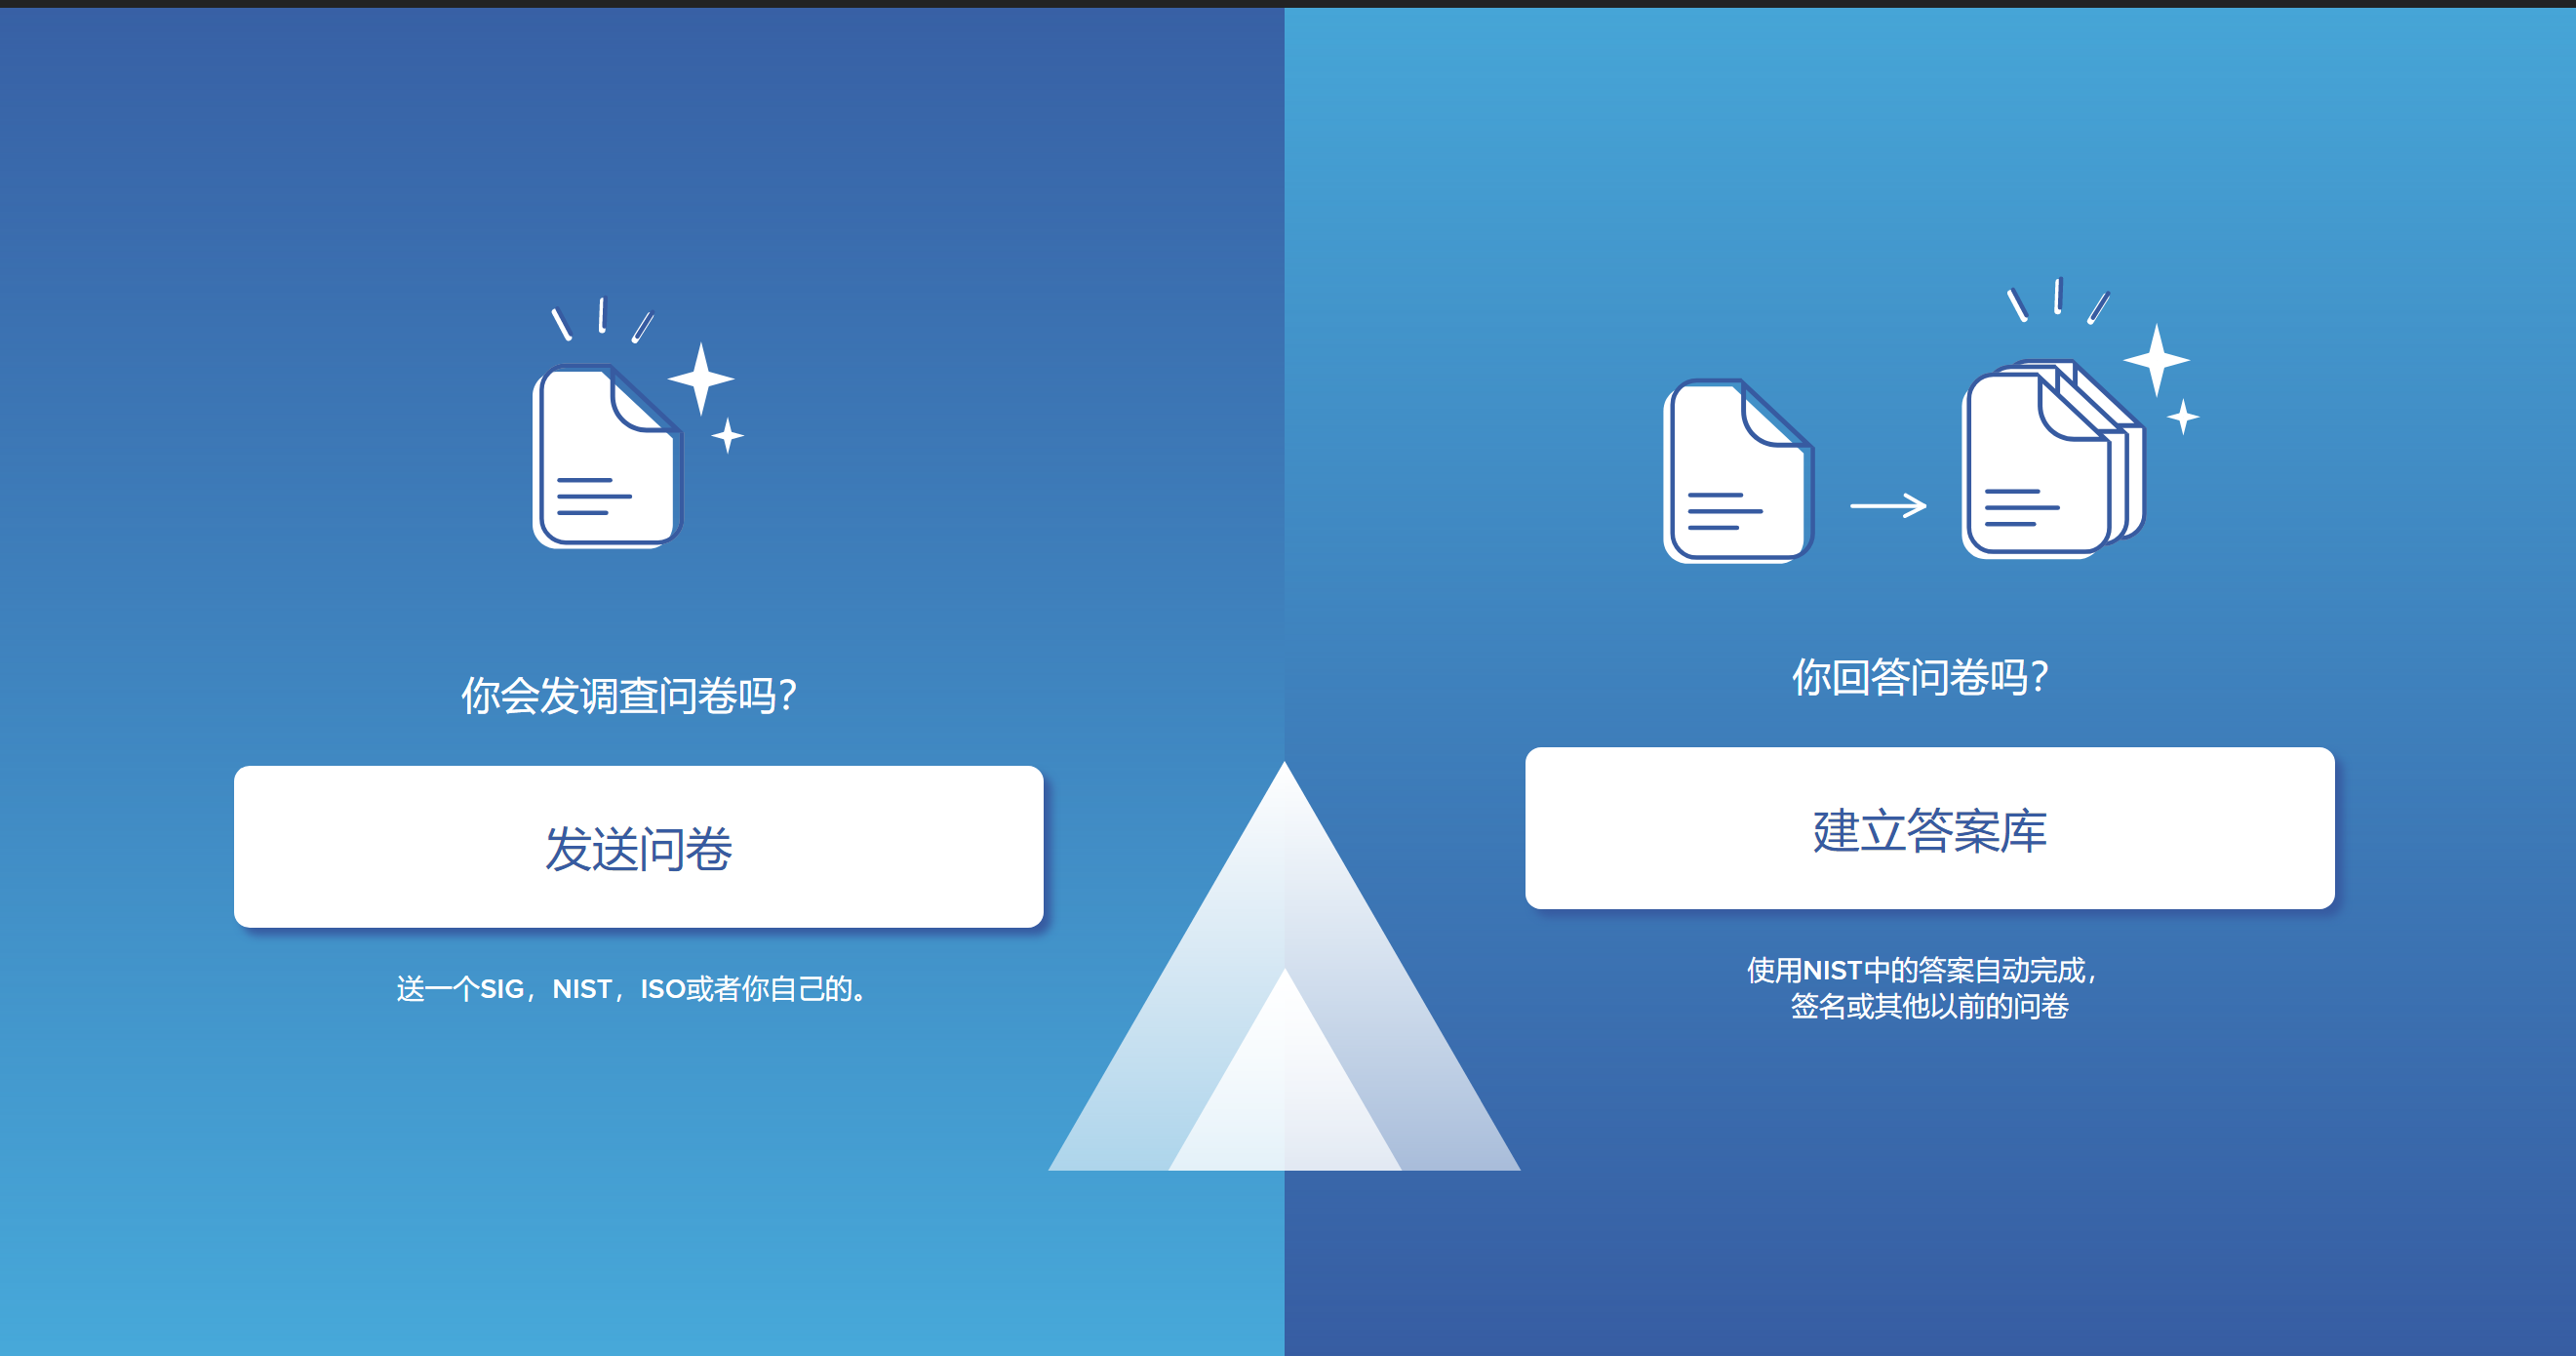 你会发调查问卷吗？
发送问卷
送一个SIG，NIST，ISO或者你自己的。
你回答问卷吗？
建立答案库
使用NIST中的答案自动完成，
签名或其他以前的问卷